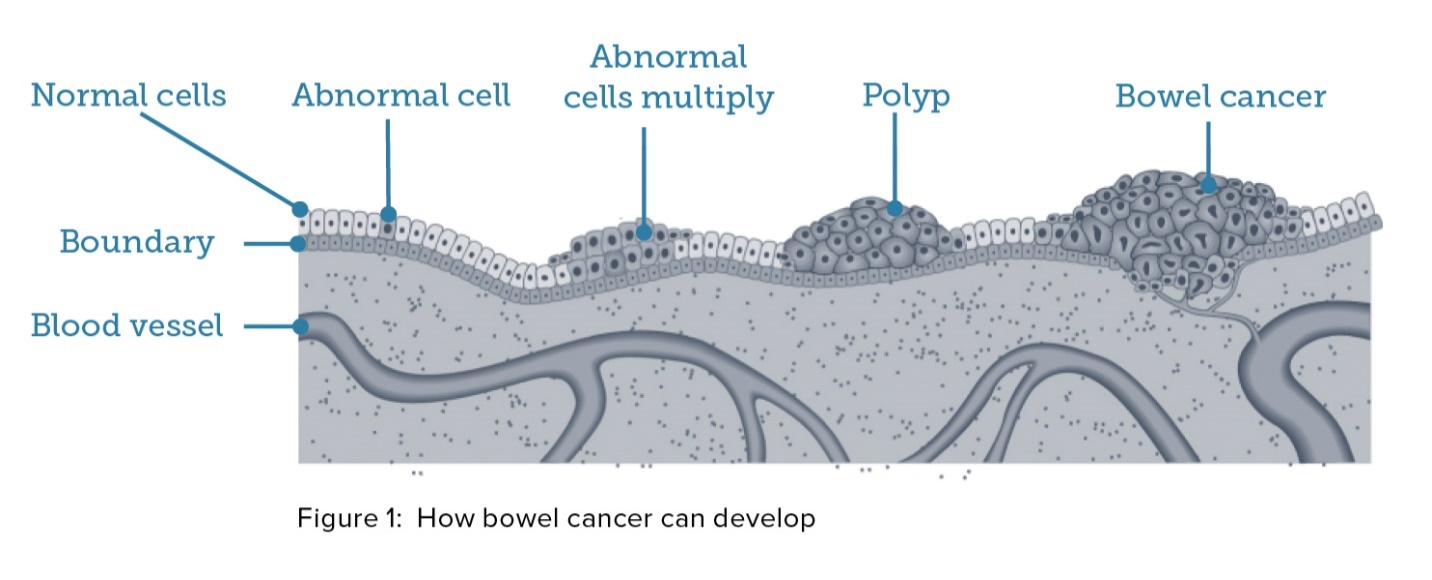 Normal cells
Abnormal cell
Abnormal
cells multiply
Polyp
Bowel cancer
Boundary
Blood vessel
Figure 1: How bowel cancer can develop